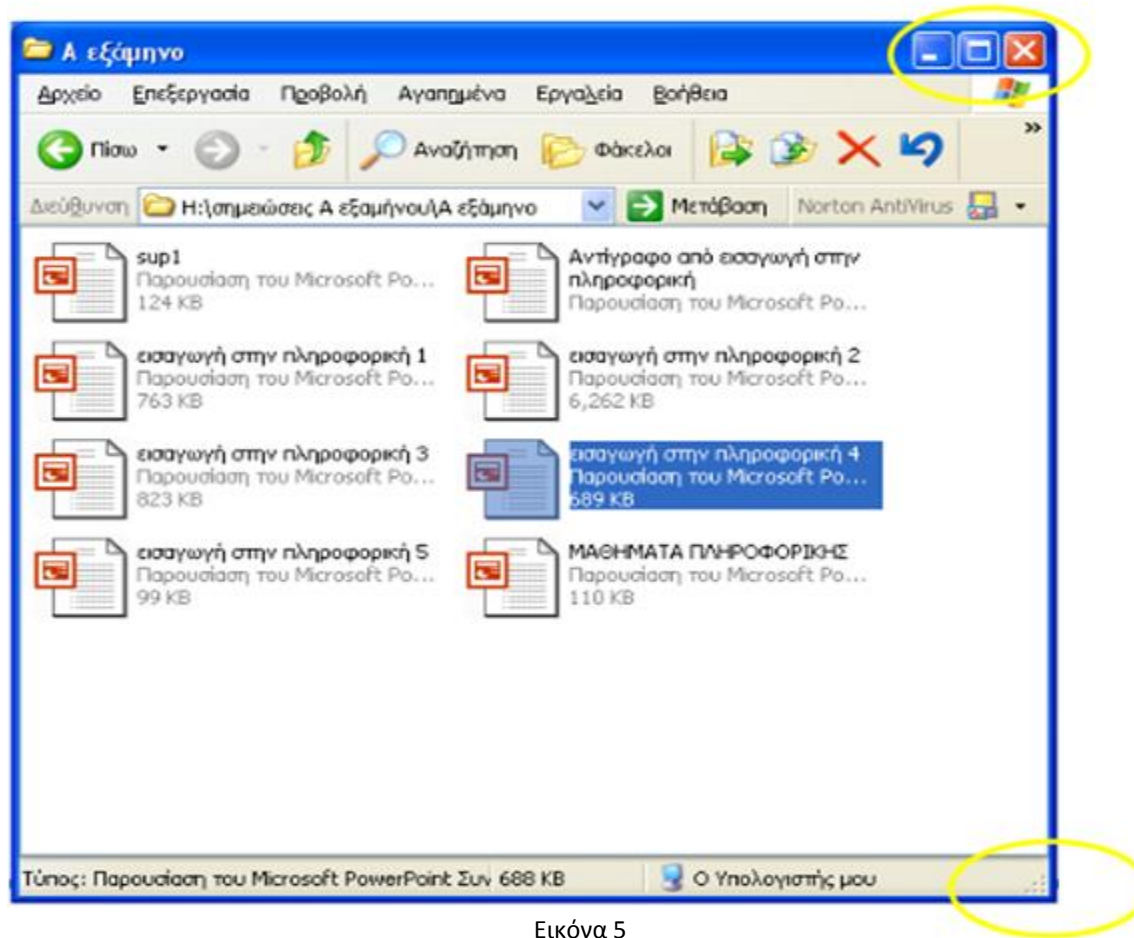 Α εξάμηνο
Αρχείο Επεξεργασία Προβολή Αγαπημένα Εργαλεία Βοήθεια
Πίσω Αναζήτηση Φάκελοι »
Διεύθυνση H:\σημειώσεις Α εξαμήνου\Α εξάμηνο Μετάβαση Norton AntiVirus
sup1
Παρουσίαση του Microsoft Po...
124 KB
Αντίγραφο από εισαγωγή στην
πληροφορική
Παρουσίαση του Microsoft Po...
εισαγωγή στην πληροφορική 1
Παρουσίαση του Microsoft Po...
763 KB
εισαγωγή στην πληροφορική 2
Παρουσίαση του Microsoft Po...
6,262 KB
εισαγωγή στην πληροφορική 3
Παρουσίαση του Microsoft Po...
823 KB
εισαγωγή στην πληροφορική 4
Παρουσίαση του Microsoft Po...
689 KB
εισαγωγή στην πληροφορική 5
Παρουσίαση του Microsoft Po...
99 KB
ΜΑΘΗΜΑΤΑ ΠΛΗΡΟΦΟΡΙΚΗΣ
Παρουσίαση του Microsoft Po...
110 KB
Τύπος: Παρουσίαση του Microsoft PowerPoint Συν 688 KB Ο Υπολογιστής μου
Εικόνα 5